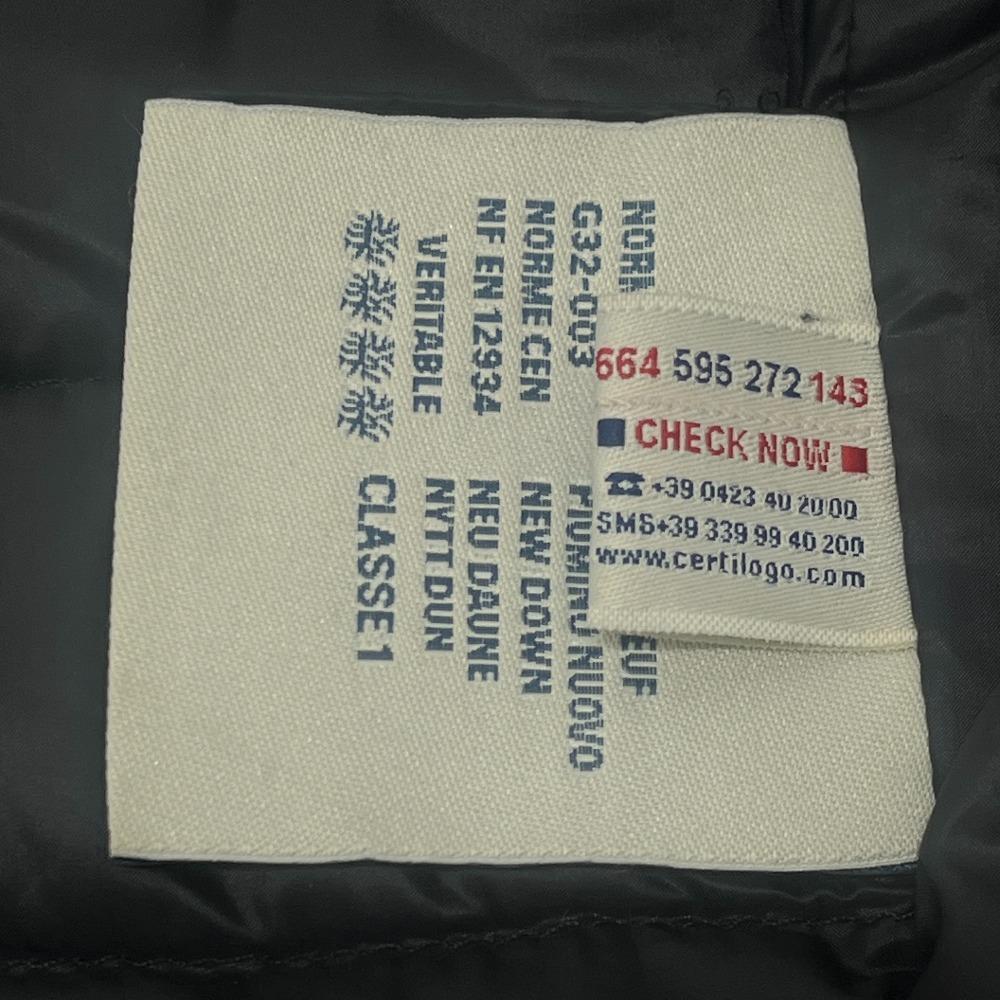 664 595 272 143
CHECK NOW
☎ +39 0423 40 20 00
SMS+39 339 99 40 200
www.certilogo.com
G32-003
NORME CEN
NF EN 12934
VERITABLE
NUOVO
NEW DOWN
NEU DAUNE
NYTT DUN
CLASSE 1